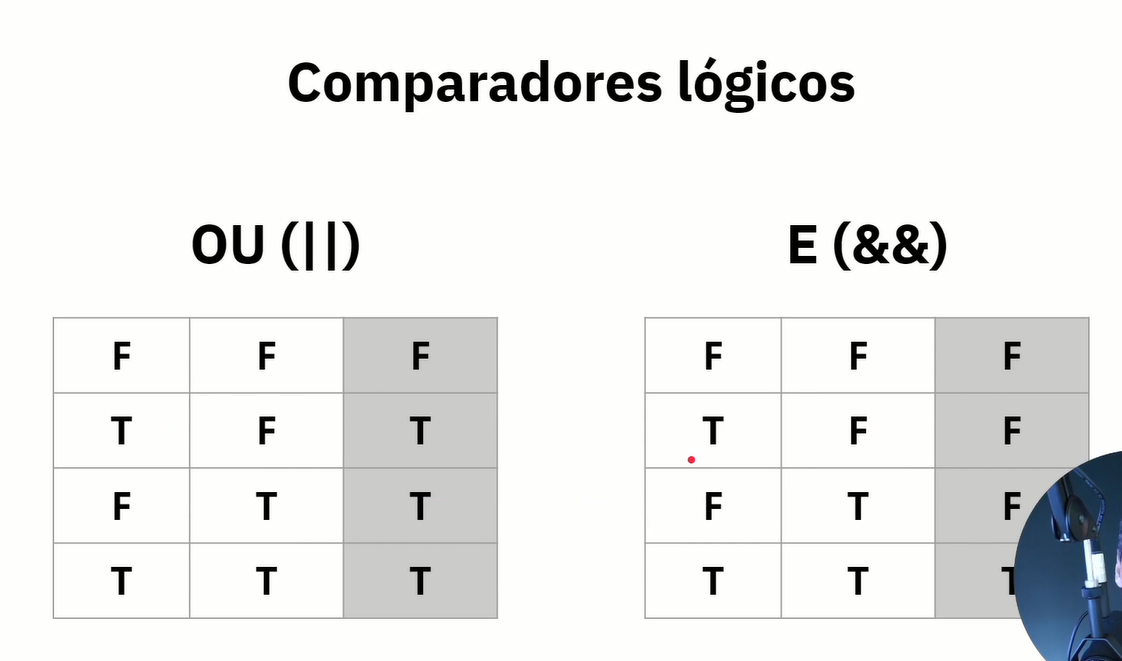 Comparadores lógicos
OU (||)
E (&&)
F F F
T F T
F T T
T T T
F F F
T F F
F T F
T T T